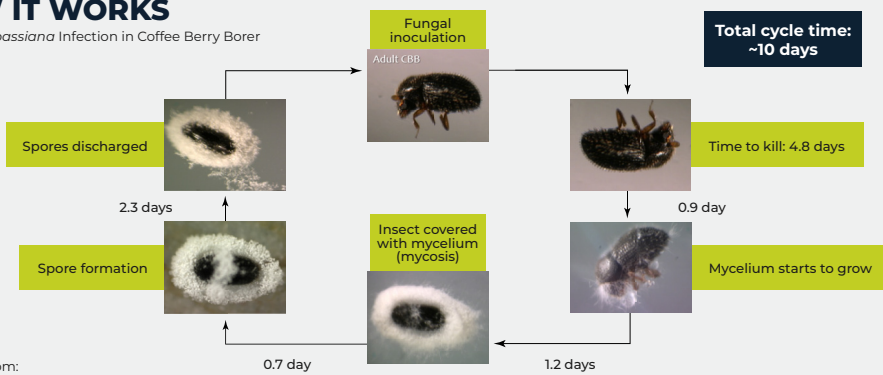 IT WORKS
bassiana Infection in Coffee Berry Borer
Fungal
inoculation
Adult CBB
Total cycle time:
~10 days
Spores discharged
Time to kill: 4.8 days
2.3 days
0.9 day
Insect covered
with mycelium
(mycosis)
Spore formation
Mycelium starts to grow
0.7 day
1.2 days